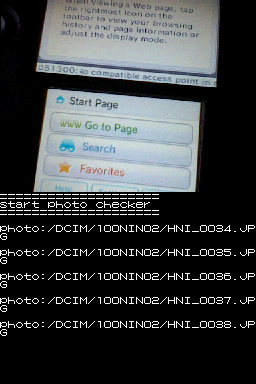 When viewing a Web page, tap
the rightmost icon on the
toolbar to view your browsing
history and page information or
adjust the display mode.
051300: no compatible access point in
Start Page
www Go to Page
Search
Favorites
Help
====================
start photo checker
====================
photo:/DCIM/100NIN02/HNI_0034.JP
G
photo:/DCIM/100NIN02/HNI_0035.JP
G
photo:/DCIM/100NIN02/HNI_0036.JP
G
photo:/DCIM/100NIN02/HNI_0037.JP
G
photo:/DCIM/100NIN02/HNI_0038.JP
G